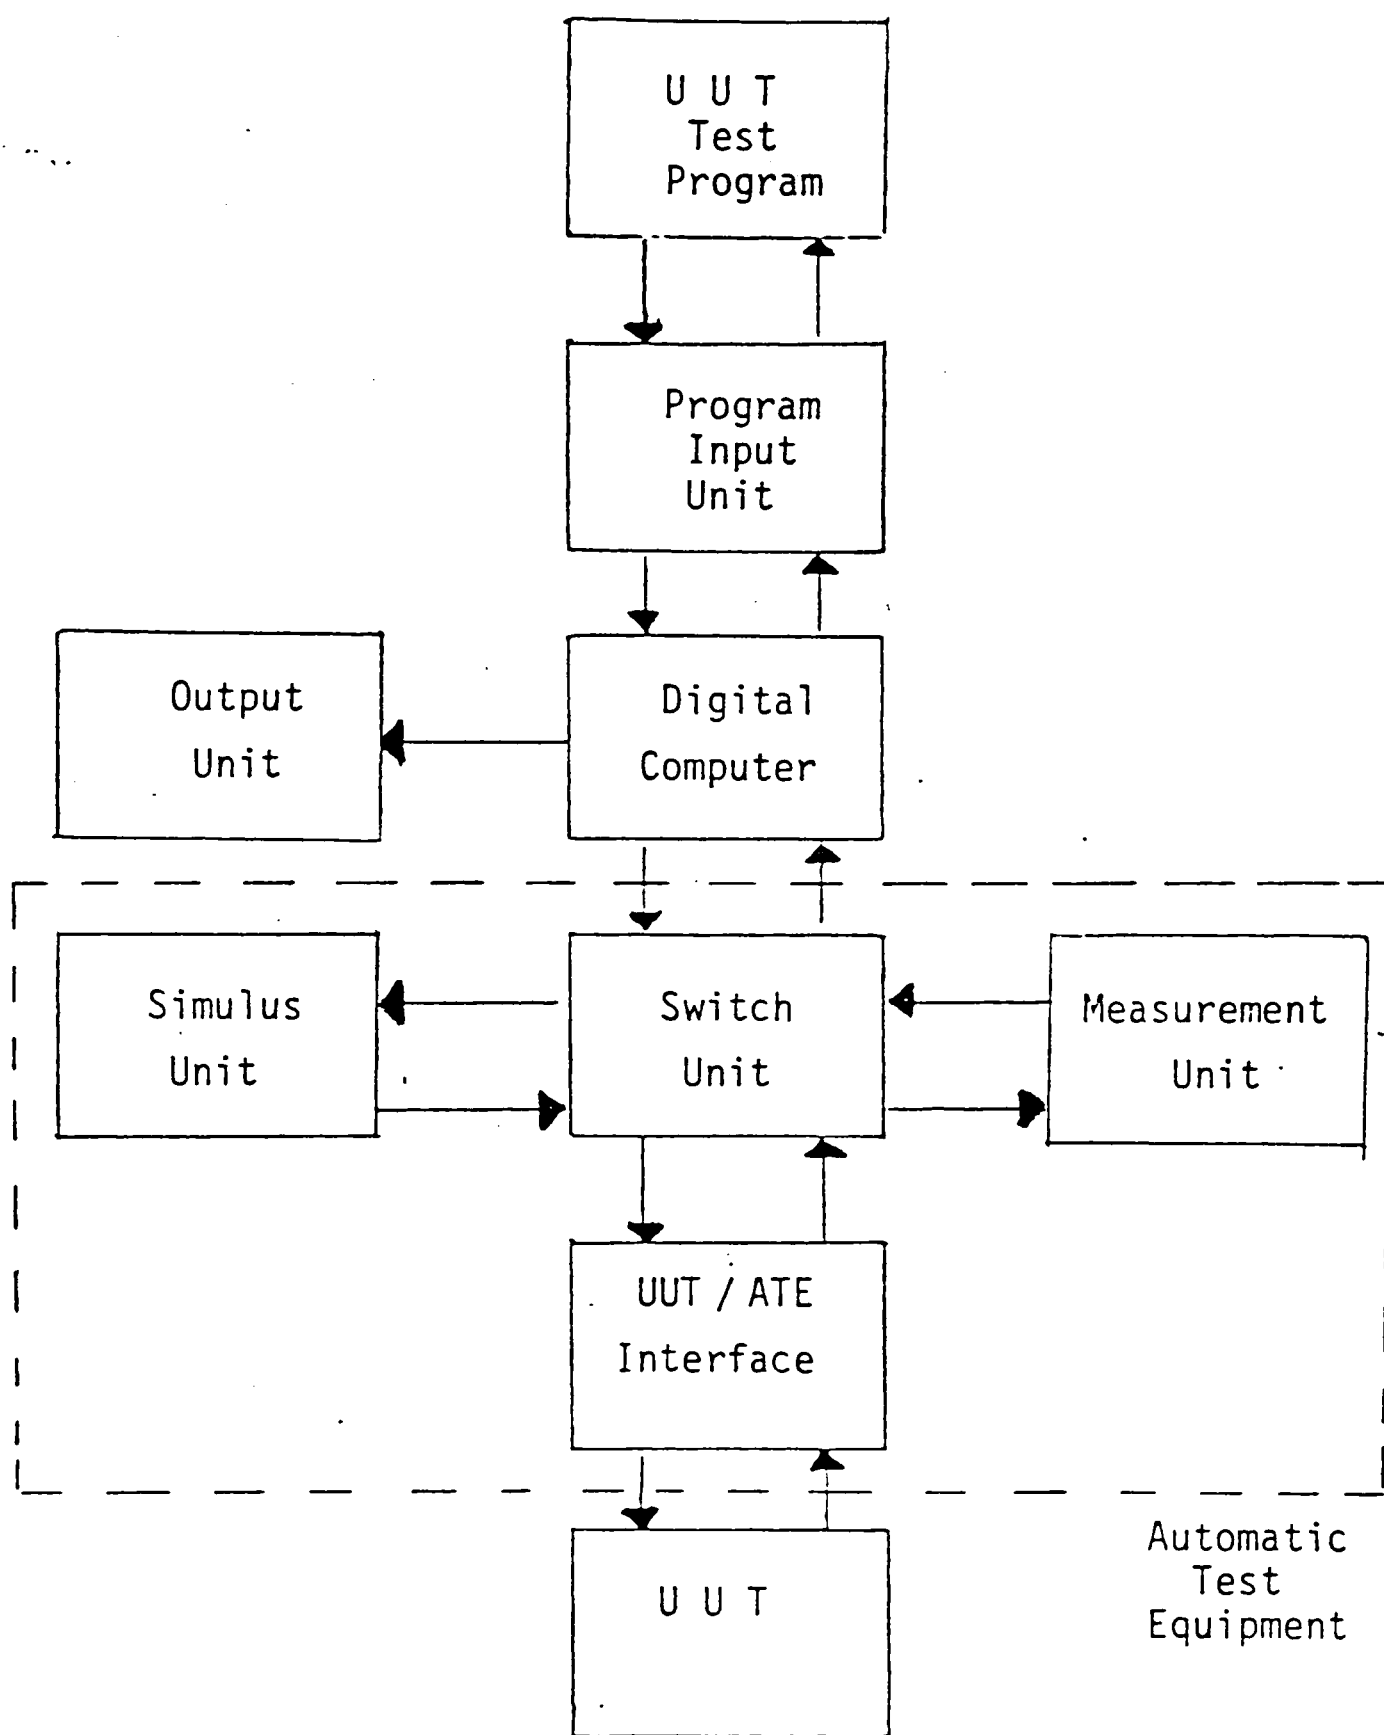 U U T
Test
Program
Program
Input
Unit
Output
Unit
Digital
Computer
Simulus
Unit
Switch
Unit
Measurement
Unit
UUT / ATE
Interface
U U T
Automatic
Test
Equipment